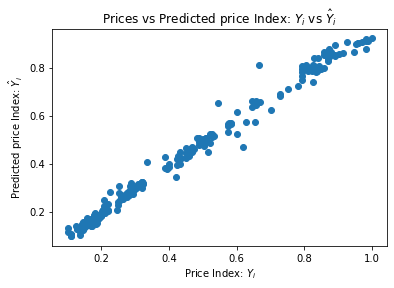 Prices vs Predicted price Index: $Y_i$ vs $\hat{Y}_i$
Predicted price Index: $\hat{Y}_i$
0.8
0.6
0.4
0.2
0.2 0.4 0.6 0.8 1.0
Price Index: $Y_i$